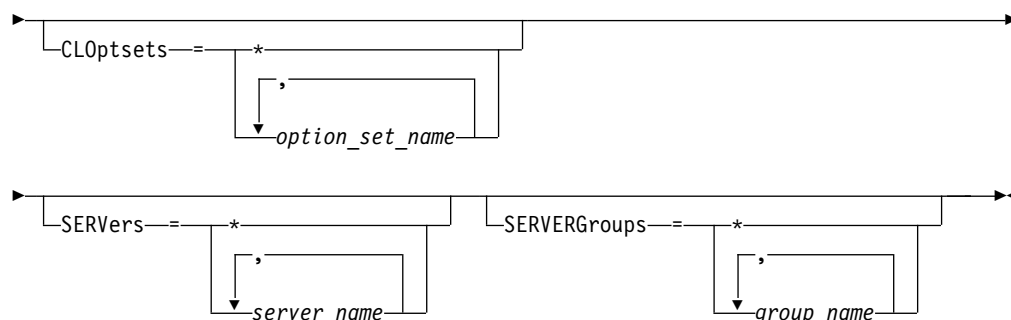 CLOptsets = *
,
option_set_name
SERVers = * SERVERGroups = *
, ,
server_name group_name